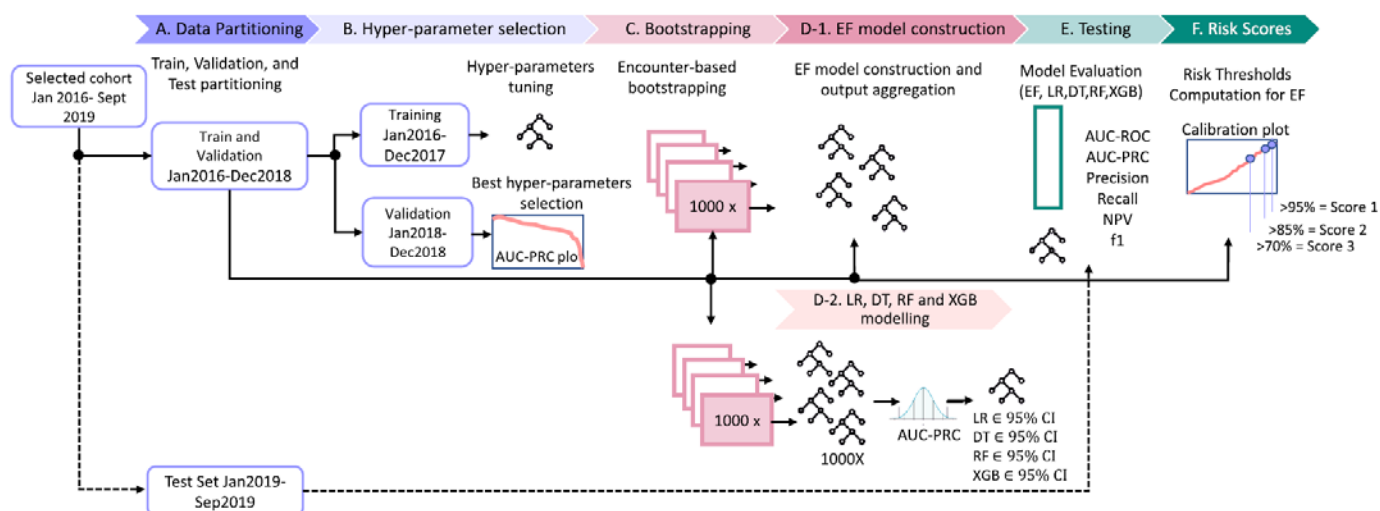 A. Data Partitioning
B. Hyper-parameter selection
C. Bootstrapping
D-1. EF model construction
E. Testing
F. Risk Scores
Selected cohort
Jan 2016- Sept
2019
Train, Validation, and
Test partitioning
Train and
Validation
Jan2016-Dec2018
Hyper-parameters
tuning
Training
Jan2016-
Dec2017
Best hyper-parameters
selection
Validation
Jan2018-
Dec2018
AUC-PRC plo
Encounter-based
bootstrapping
1000 x
EF model construction and
output aggregation
Model Evaluation
(EF, LR,DT,RF,XGB)
AUC-ROC
AUC-PRC
Precision
Recall
NPV
f1
Risk Thresholds
Computation for EF
Calibration plot
>95% = Score 1
>85% = Score 2
>70% = Score 3
D-2. LR, DT, RF and XGB
modelling
1000 x
1000X
AUC-PRC
LR ∈ 95% CI
DT ∈ 95% CI
RF ∈ 95% CI
XGB ∈ 95% CI
Test Set Jan2019-
Sep2019